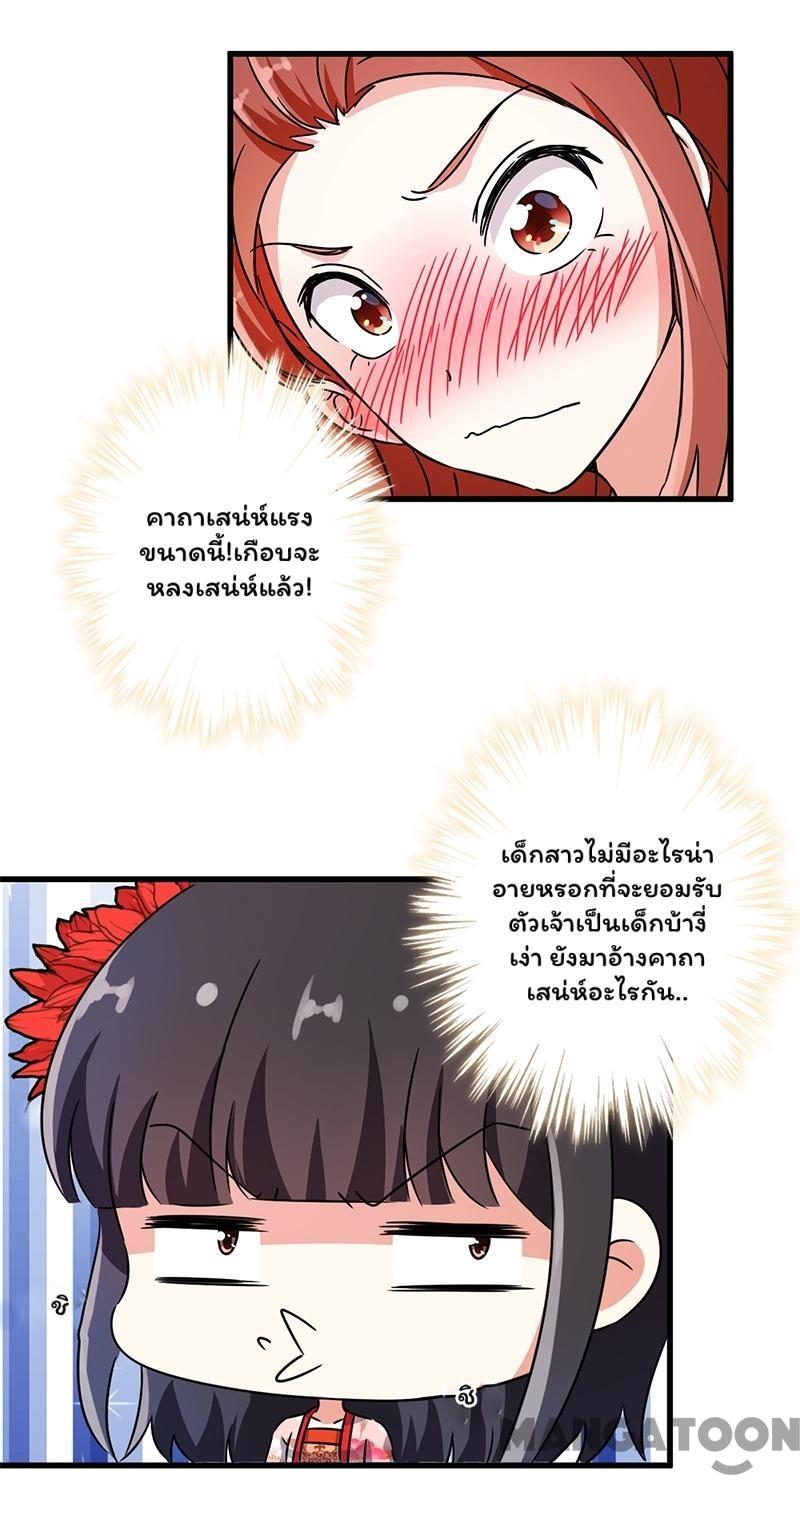 คาถาเสน่ห์แรง
ขนาดนี้!เกือบจะ
หลงเสน่ห์แล้ว!
เด็กสาวไม่มีอะไรน่า
อายหรอกที่จะยอมรับ
ตัวเจ้าเป็นเด็กบ้างี่
เง่า ยังมาอ้างคาถา
เสน่ห์อะไรกัน..
ชิ
ชิ
MANGATOON